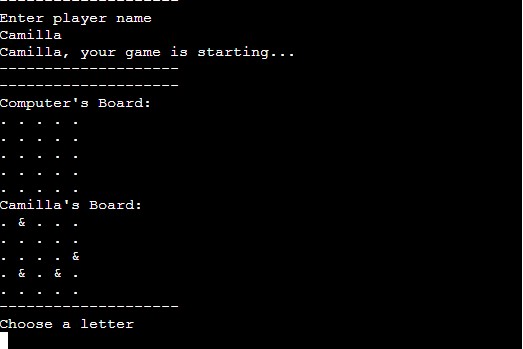 --------------------
Enter player name
Camilla
Camilla, your game is starting...
--------------------
--------------------
Computer's Board:
. . . . .
. . . . .
. . . . .
. . . . .
. . . . .
Camilla's Board:
. & . . .
. . . . .
. . . . &
. & . & .
. . . . .
--------------------
Choose a letter